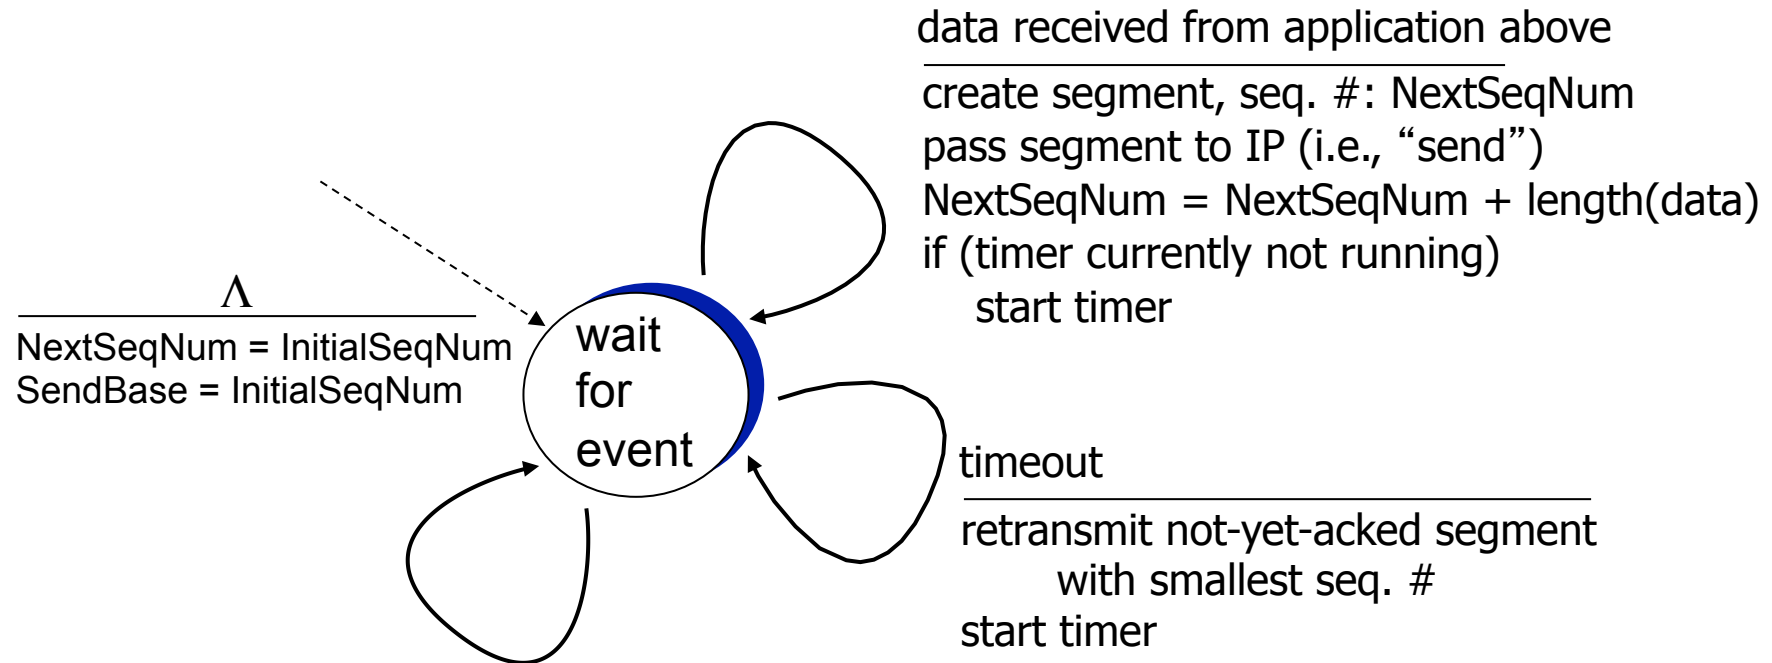 data received from application above
create segment, seq. #: NextSeqNum
pass segment to IP (i.e., “send”)
NextSeqNum = NextSeqNum + length(data)
if (timer currently not running)
start timer
Λ
NextSeqNum = InitialSeqNum
SendBase = InitialSeqNum
wait
for
event
timeout
retransmit not-yet-acked segment
with smallest seq. #
start timer